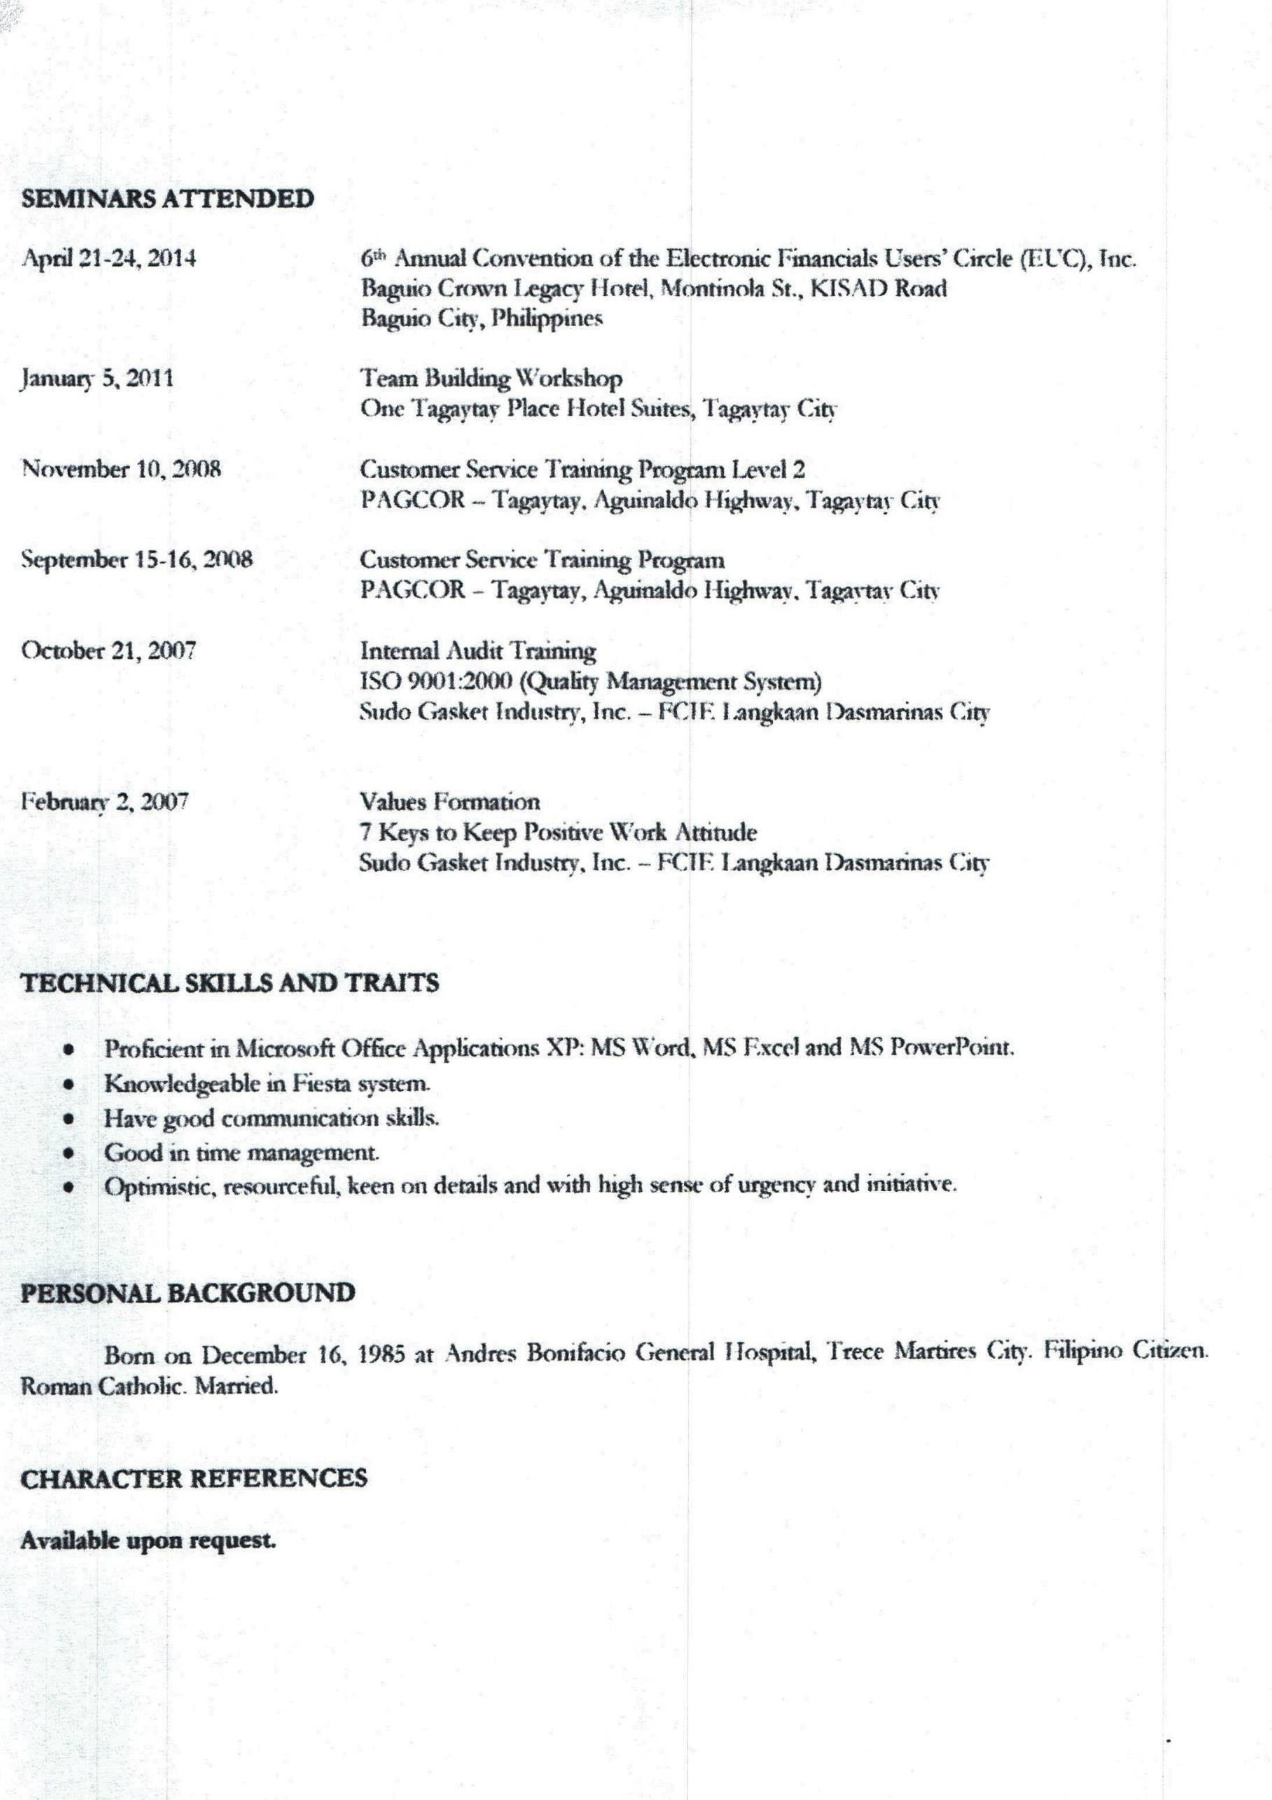 SEMINARS ATTENDED
April 21-24, 2014 6th Annual Convention of the Electronic Financials Users' Circle (EUC), Inc.
Baguio Crown Legacy Hotel, Montinola St., KISAD Road
Baguio City, Philippines
January 5, 2011 Team Building Workshop
One Tagaytay Place Hotel Suites, Tagaytay City
November 10, 2008 Customer Service Training Program Level 2
PAGCOR – Tagaytay, Aguinaldo Highway, Tagaytay City
September 15-16, 2008 Customer Service Training Program
PAGCOR – Tagaytay, Aguinaldo Highway, Tagaytay City
October 21, 2007 Internal Audit Training
ISO 9001:2000 (Quality Management System)
Sudo Gasket Industry, Inc. – FCIE Langkaan Dasmarinas City
February 2, 2007 Values Formation
7 Keys to Keep Positive Work Attitude
Sudo Gasket Industry, Inc. – FCIE Langkaan Dasmarinas City
TECHNICAL SKILLS AND TRAITS
• Proficient in Microsoft Office Applications XP: MS Word, MS Excel and MS PowerPoint.
• Knowledgeable in Fiesta system.
• Have good communication skills.
• Good in time management.
• Optimistic, resourceful, keen on details and with high sense of urgency and initiative.
PERSONAL BACKGROUND
Born on December 16, 1985 at Andres Bonifacio General Hospital, Trece Martires City. Filipino Citizen.
Roman Catholic. Married.
CHARACTER REFERENCES
Available upon request.